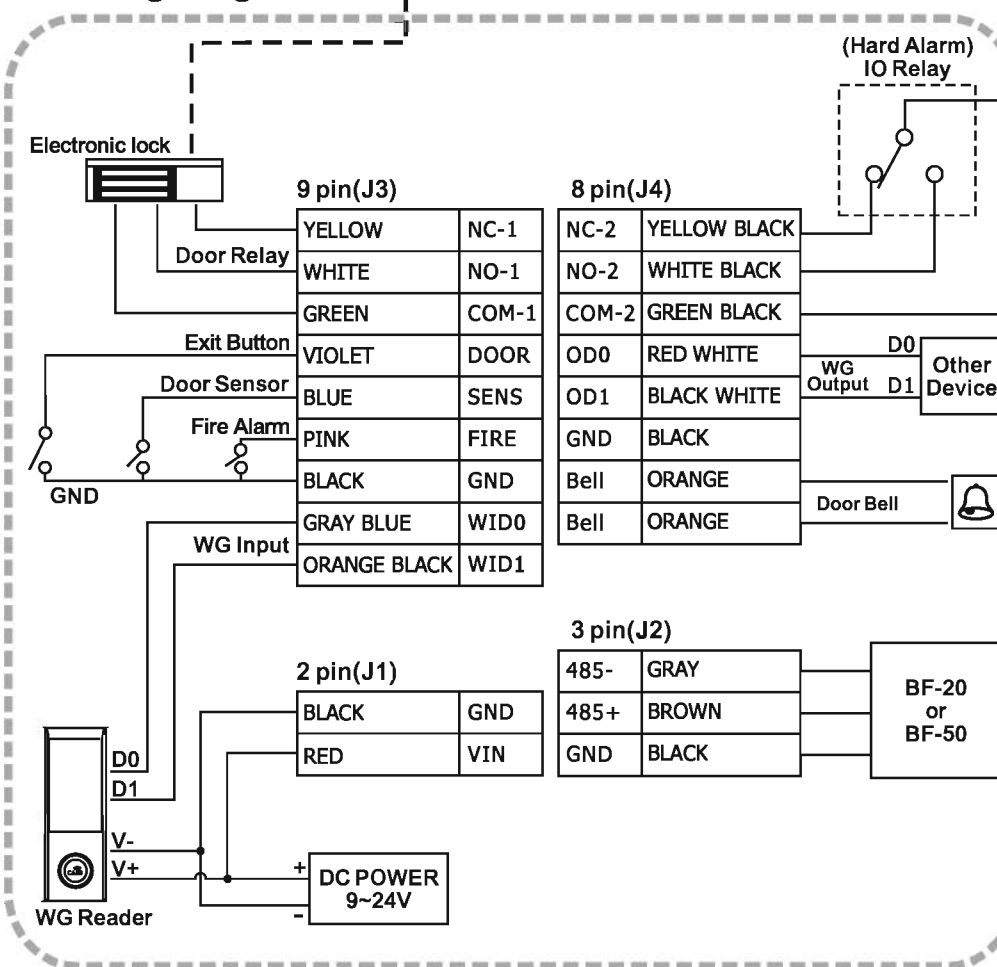 (Hard Alarm)
IO Relay
Electronic lock
9 pin(J3)
8 pin(J4)
YELLOW NC-1
Door Relay
WHITE NO-1
GREEN COM-1
Exit Button
VIOLET DOOR
Door Sensor
BLUE SENS
Fire Alarm
PINK FIRE
BLACK GND
GND
GRAY BLUE WID0
WG Input
ORANGE BLACK WID1
NC-2 YELLOW BLACK
NO-2 WHITE BLACK
COM-2 GREEN BLACK
OD0 RED WHITE
OD1 BLACK WHITE
GND BLACK
Bell ORANGE
Bell ORANGE
WG
Output
D0
D1
Other
Device
Door Bell
2 pin(J1)
BLACK GND
RED VIN
3 pin(J2)
485- GRAY
485+ BROWN
GND BLACK
BF-20
or
BF-50
D0
D1
V-
V+
WG Reader
+
-
DC POWER
9~24V